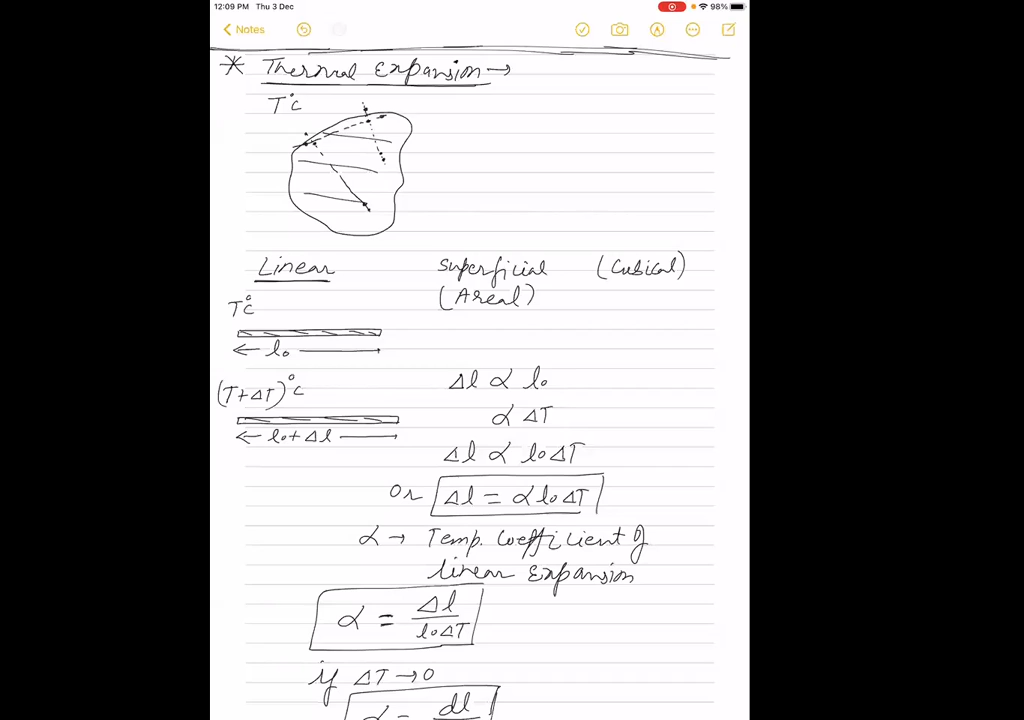 12:09 PM Thu 3 Dec 98%
Notes
* Thermal Expansion →
T°C
Linear Superficial (Cubical)
(Areal)
T°C
← l₀ →
(T+ΔT)°C
← l₀+Δl →
Δl ∝ l₀
∝ ΔT
Δl ∝ l₀ΔT
Or Δl = αl₀ΔT
α → Temp. Coefficient of
linear Expansion
α = Δl / l₀ΔT
if ΔT → 0
α = dl